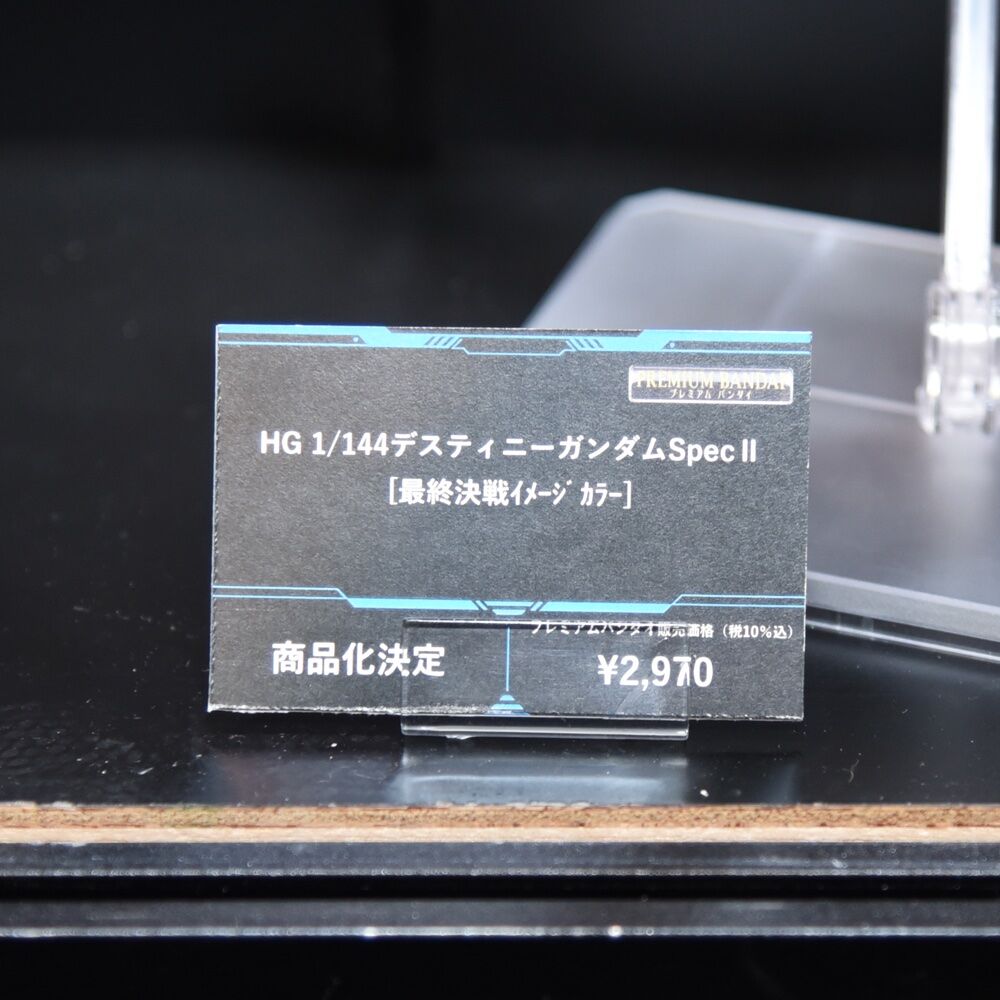 PREMIUM BANDAI
プレミアム バンダイ
HG 1/144デスティニーガンダムSpecⅡ
[最終決戦ｲﾒｰｼﾞｶﾗｰ]
プレミアムバンダイ販売価格（税10％込）
商品化決定
¥2,970